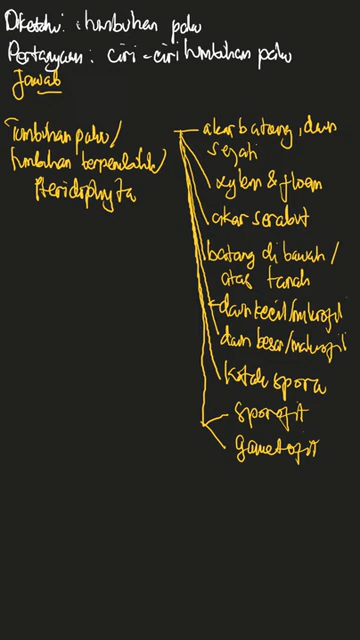 Diketahui : tumbuhan paku
Pertanyaan : ciri-ciri tumbuhan paku
Jawab
Tumbuhan paku/
tumbuhan berpembuluh/
Pteridophyta
akar batang, daun
sejati
xylem & floem
akar serabut
batang di bawah/
atas tanah
daun kecil/mikrofil
daun besar/makrofil
kotak spora
sporofit
gametofit